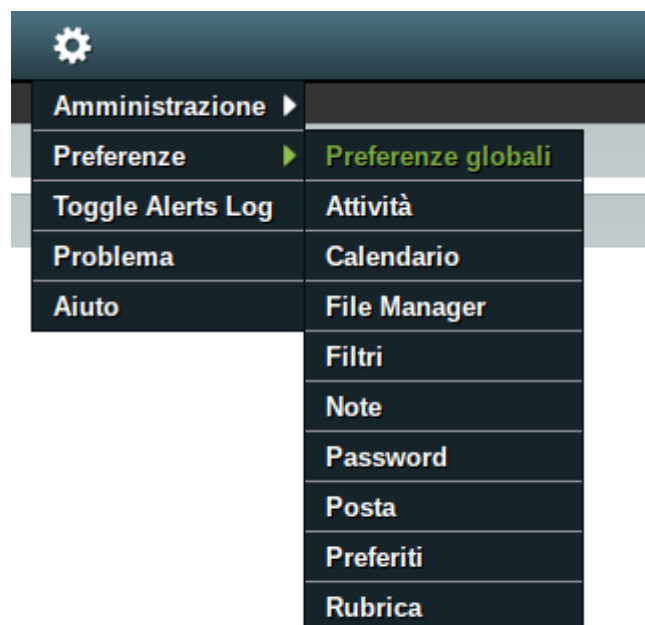 Amministrazione
Preferenze
Toggle Alerts Log
Problema
Aiuto
Preferenze globali
Attività
Calendario
File Manager
Filtri
Note
Password
Posta
Preferiti
Rubrica